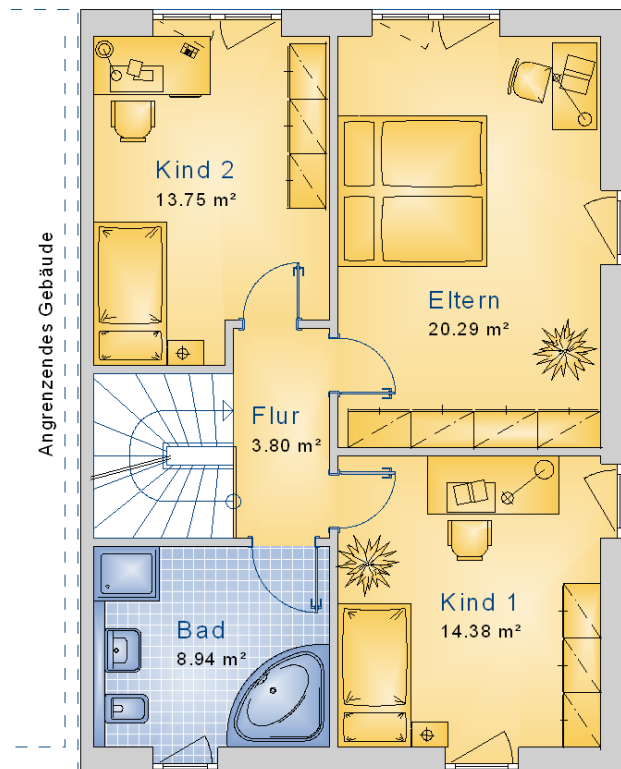 Kind 2
13.75 m²
Eltern
20.29 m²
Angrenzendes Gebäude
Flur
3.80 m²
Kind 1
14.38 m²
Bad
8.94 m²